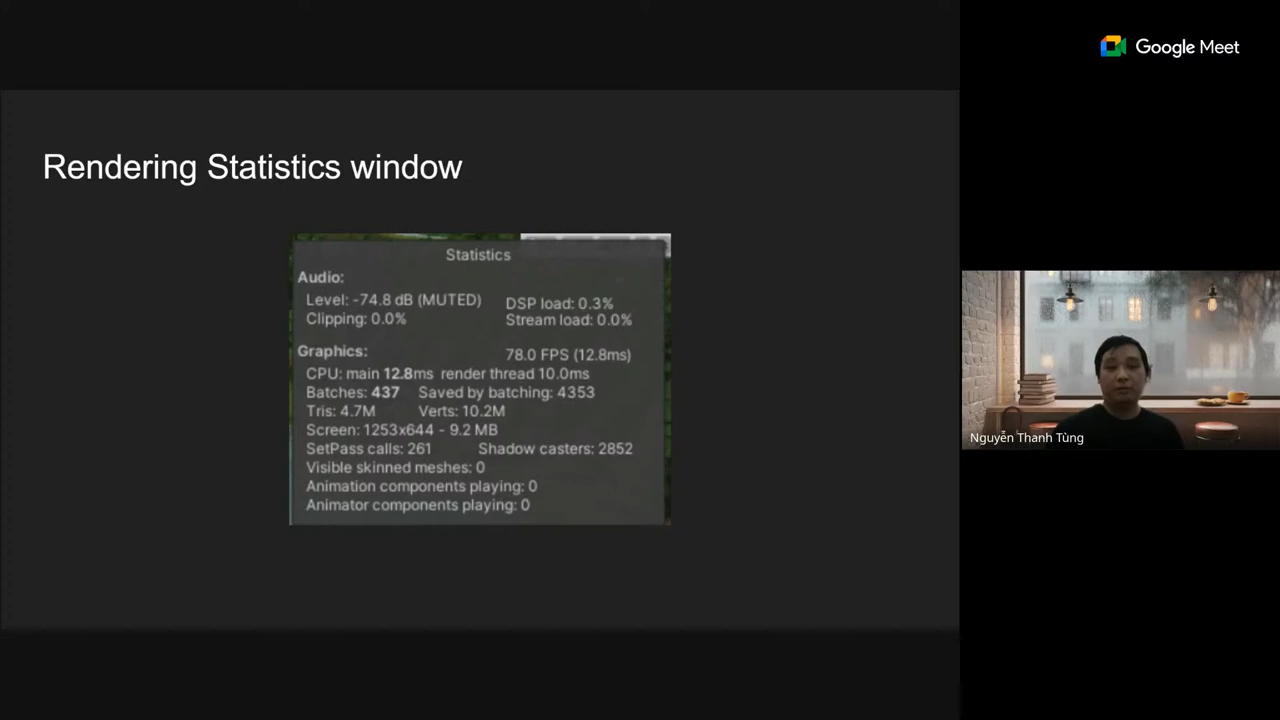 Google Meet
Rendering Statistics window
Statistics
Audio:
Level: -74.8 dB (MUTED) DSP load: 0.3%
Clipping: 0.0% Stream load: 0.0%
Graphics: 78.0 FPS (12.8ms)
CPU: main 12.8ms render thread 10.0ms
Batches: 437 Saved by batching: 4353
Tris: 4.7M Verts: 10.2M
Screen: 1253x644 - 9.2 MB
SetPass calls: 261 Shadow casters: 2852
Visible skinned meshes: 0
Animation components playing: 0
Animator components playing: 0
Nguyễn Thanh Tùng